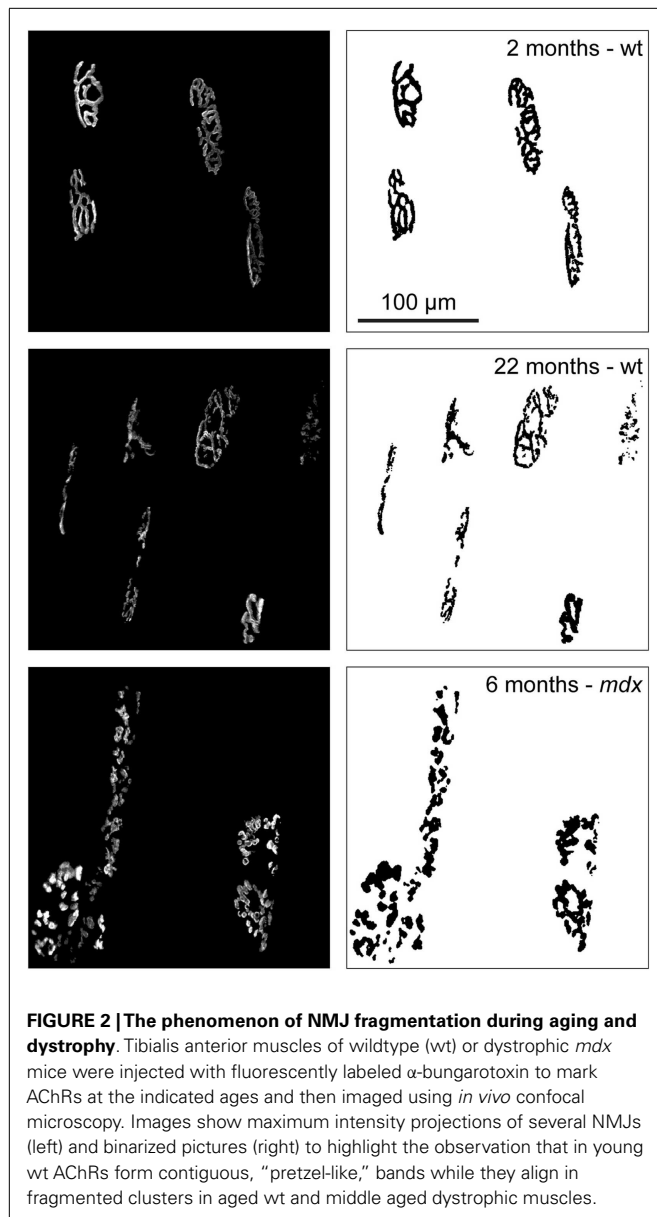 2 months - wt
100 µm
22 months - wt
6 months - mdx
FIGURE 2 | The phenomenon of NMJ fragmentation during aging and
dystrophy. Tibialis anterior muscles of wildtype (wt) or dystrophic mdx
mice were injected with fluorescently labeled α-bungarotoxin to mark
AChRs at the indicated ages and then imaged using in vivo confocal
microscopy. Images show maximum intensity projections of several NMJs
(left) and binarized pictures (right) to highlight the observation that in young
wt AChRs form contiguous, “pretzel-like,” bands while they align in
fragmented clusters in aged wt and middle aged dystrophic muscles.